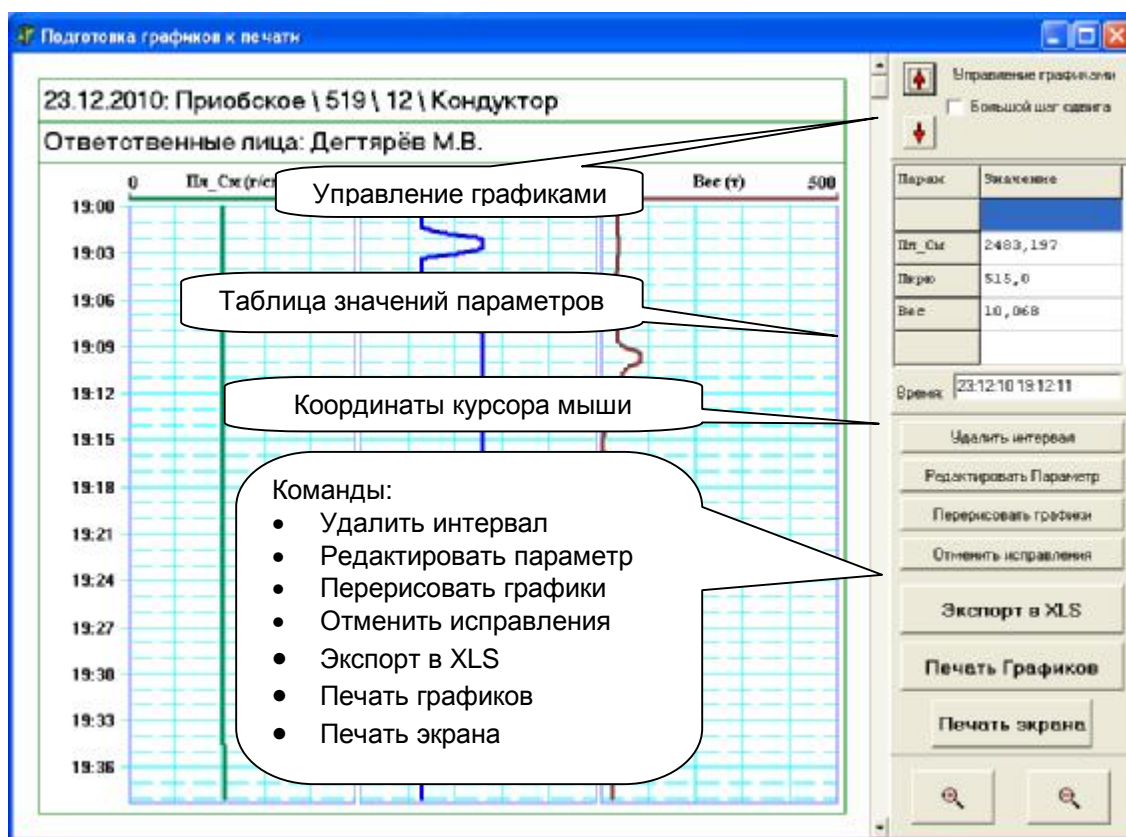 Подготовка графиков к печати
23.12.2010: Приобское \ 519 \ 12 \ Кондуктор
Ответственные лица: Дегтярёв М.В.
0 Пл_См (г/с Вес (т) 500
19:00
19:03
19:06
19:09
19:12
19:15
19:18
19:21
19:24
19:27
19:30
19:33
19:36
Управление графиками
Таблица значений параметров
Координаты курсора мыши
Команды:
• Удалить интервал
• Редактировать параметр
• Перерисовать графики
• Отменить исправления
• Экспорт в XLS
• Печать графиков
• Печать экрана
Управление графиками
Большой шаг сдвига
Парам Значение
Пл_См 2483,197
515,0
Вес 10,068
Время: 23:12:10 19:12:11
Удалить интервал
Редактировать Параметр
Перерисовать графики
Отменить исправления
Экспорт в XLS
Печать Графиков
Печать экрана